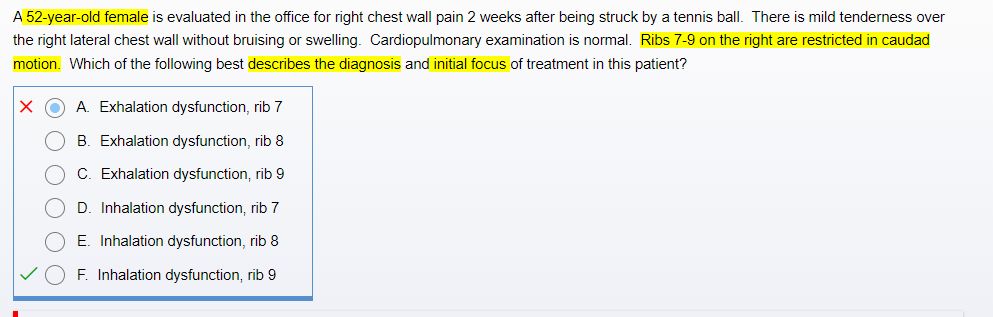 A 52-year-old female is evaluated in the office for right chest wall pain 2 weeks after being struck by a tennis ball.  There is mild tenderness over
the right lateral chest wall without bruising or swelling.  Cardiopulmonary examination is normal.  Ribs 7-9 on the right are restricted in caudad
motion.  Which of the following best describes the diagnosis and initial focus of treatment in this patient?
A. Exhalation dysfunction, rib 7
B. Exhalation dysfunction, rib 8
C. Exhalation dysfunction, rib 9
D. Inhalation dysfunction, rib 7
E. Inhalation dysfunction, rib 8
F. Inhalation dysfunction, rib 9